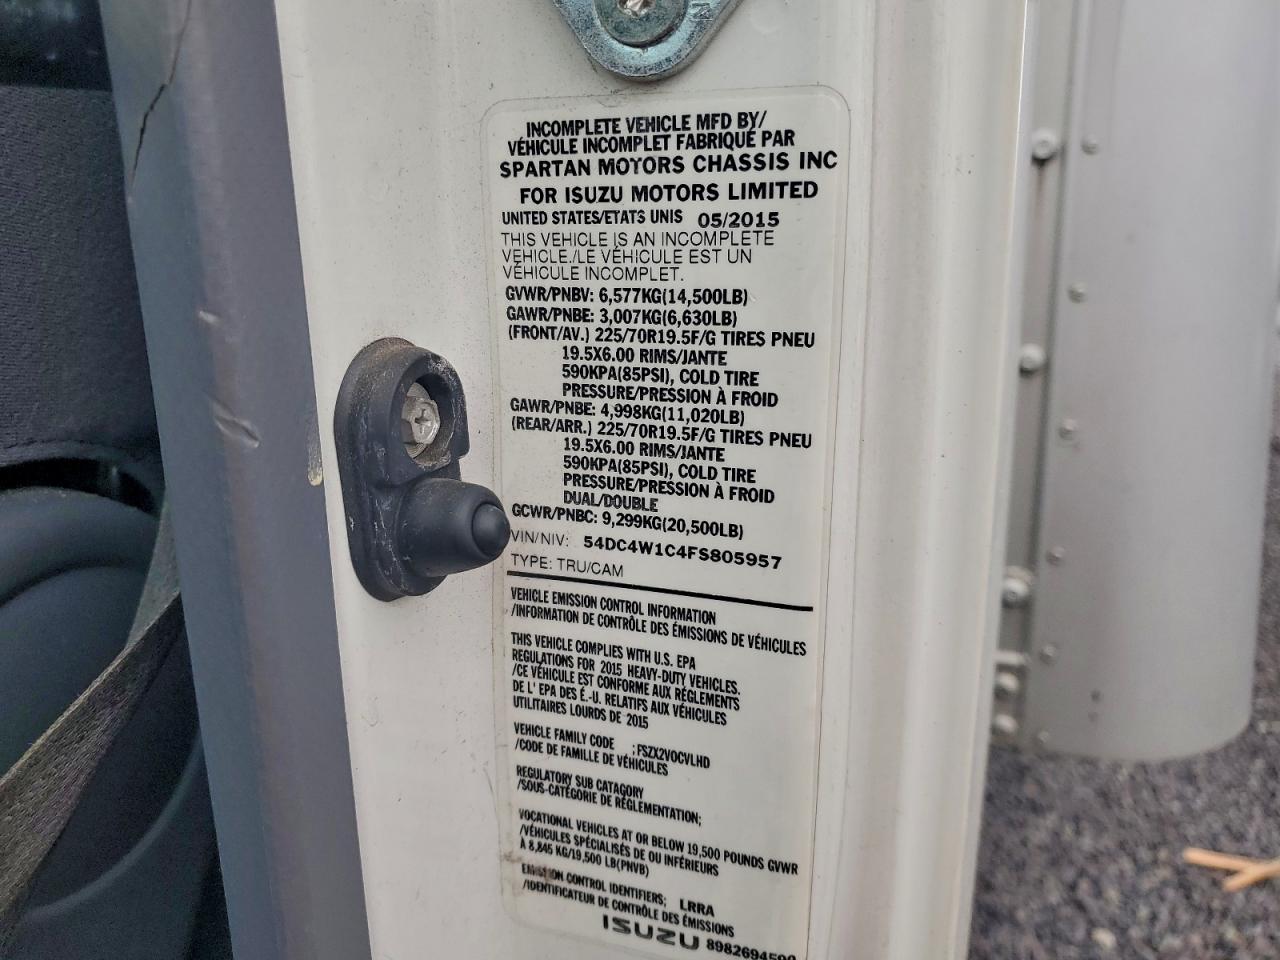 INCOMPLETE VEHICLE MFD BY/
VÉHICULE INCOMPLET FABRIQUÉ PAR
SPARTAN MOTORS CHASSIS INC
FOR ISUZU MOTORS LIMITED
UNITED STATES/ETATS UNIS 05/2015
THIS VEHICLE IS AN INCOMPLETE
VEHICLE./LE VÉHICULE EST UN
VÉHICULE INCOMPLET.
GVWR/PNBV: 6,577KG(14,500LB)
GAWR/PNBE: 3,007KG(6,630LB)
(FRONT/AV.) 225/70R19.5F/G TIRES PNEU
19.5X6.00 RIMS/JANTE
590KPA(85PSI), COLD TIRE
PRESSURE/PRESSION À FROID
GAWR/PNBE: 4,998KG(11,020LB)
(REAR/ARR.) 225/70R19.5F/G TIRES PNEU
19.5X6.00 RIMS/JANTE
590KPA(85PSI), COLD TIRE
PRESSURE/PRESSION À FROID
DUAL/DOUBLE
GCWR/PNBC: 9,299KG(20,500LB)
VIN/NIV: 54DC4W1C4FS805957
TYPE: TRU/CAM
VEHICLE EMISSION CONTROL INFORMATION
/INFORMATION DE CONTRÔLE DES ÉMISSIONS DE VÉHICULES
THIS VEHICLE COMPLIES WITH U.S. EPA
REGULATIONS FOR 2015 HEAVY-DUTY VEHICLES.
/CE VÉHICULE EST CONFORME AUX RÉGLEMENTS
DE L' EPA DES É.-U. RELATIFS AUX VÉHICULES
UTILITAIRES LOURDS DE 2015
VEHICLE FAMILY CODE ; FSZX2VOCVLHD
/CODE DE FAMILLE DE VÉHICULES
REGULATORY SUB CATAGORY
/SOUS-CATÉGORIE DE RÉGLEMENTATION;
VOCATIONAL VEHICLES AT OR BELOW 19,500 POUNDS GVWR
/VÉHICULES SPÉCIALISÉS DE OU INFÉRIEURS
À 8,845 KG/19,500 LB(PNVB)
EMISSION CONTROL IDENTIFIERS; LRRA
/IDENTIFICATEUR DE CONTRÔLE DES ÉMISSIONS
ISUZU